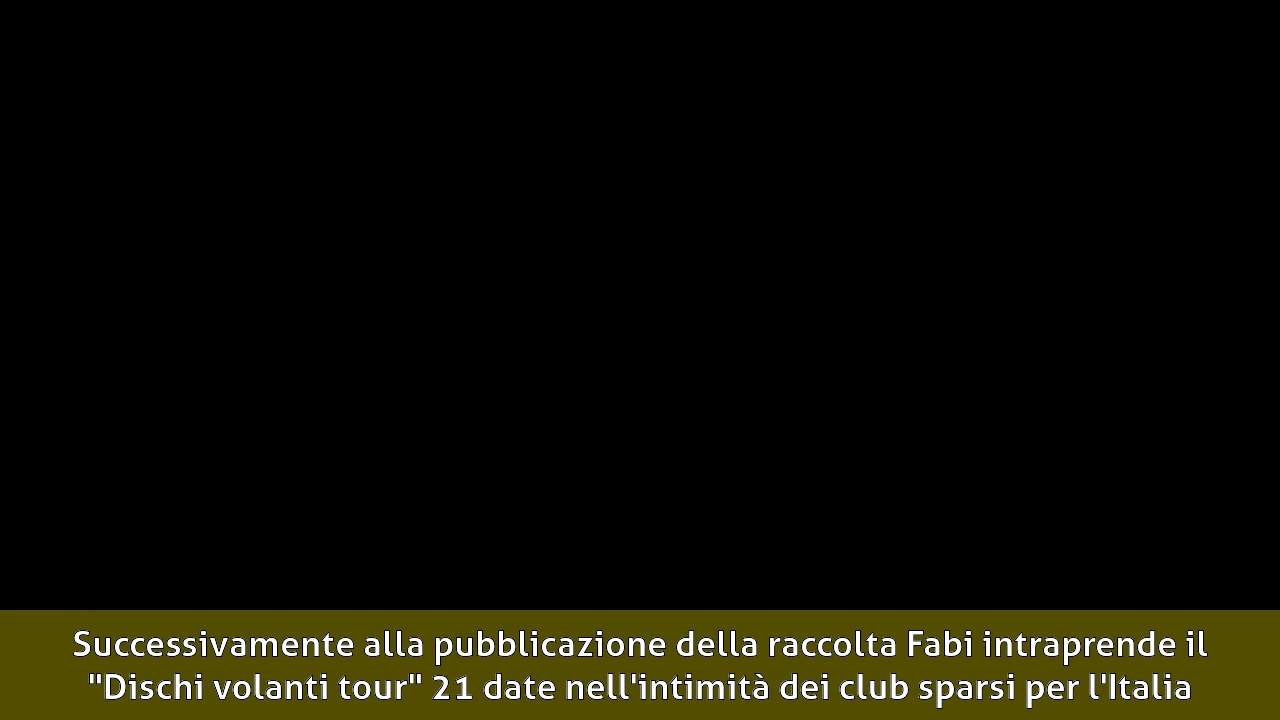 Successivamente alla pubblicazione della raccolta Fabi intraprende il
"Dischi volanti tour" 21 date nell'intimità dei club sparsi per l'Italia